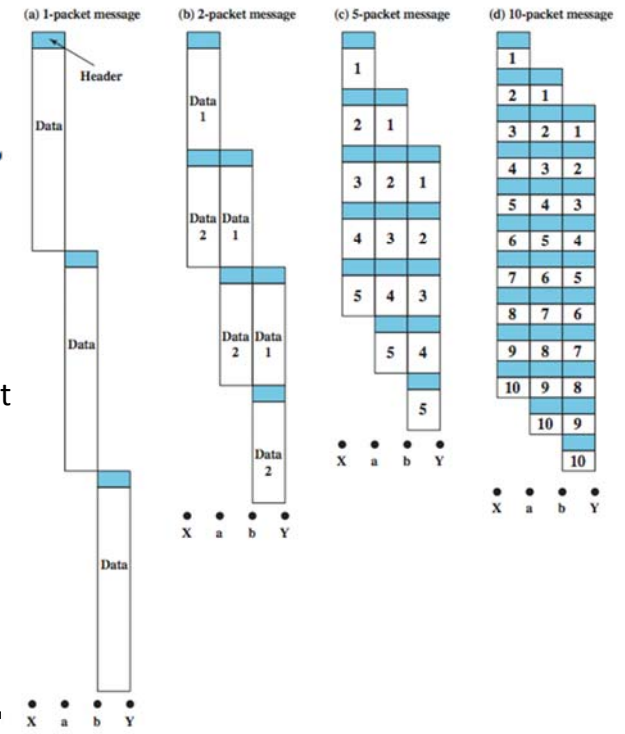 (a) 1-packet message
Header
Data
Data
Data
X a b Y
(b) 2-packet message
Data
1
Data Data
2 1
Data Data
2 1
Data
2
X a b Y
(c) 5-packet message
1
2 1
3 2 1
4 3 2
5 4 3
5 4
5
X a b Y
(d) 10-packet message
1
2 1
3 2 1
4 3 2
5 4 3
6 5 4
7 6 5
8 7 6
9 8 7
10 9 8
10 9
10
X a b Y
t